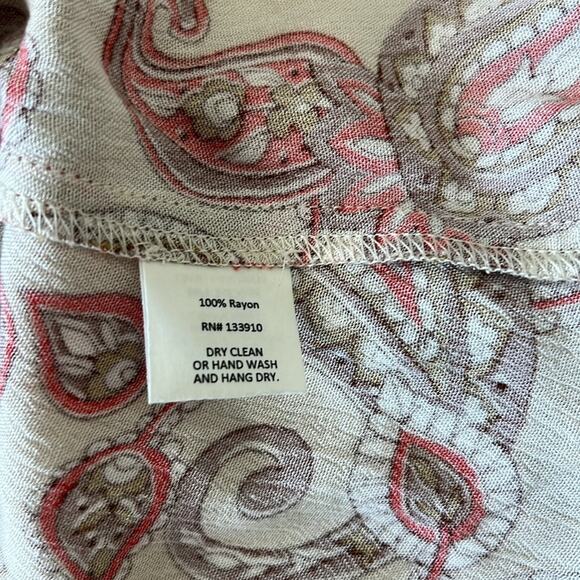 100% Rayon
RN# 133910
DRY CLEAN
OR HAND WASH
AND HANG DRY.